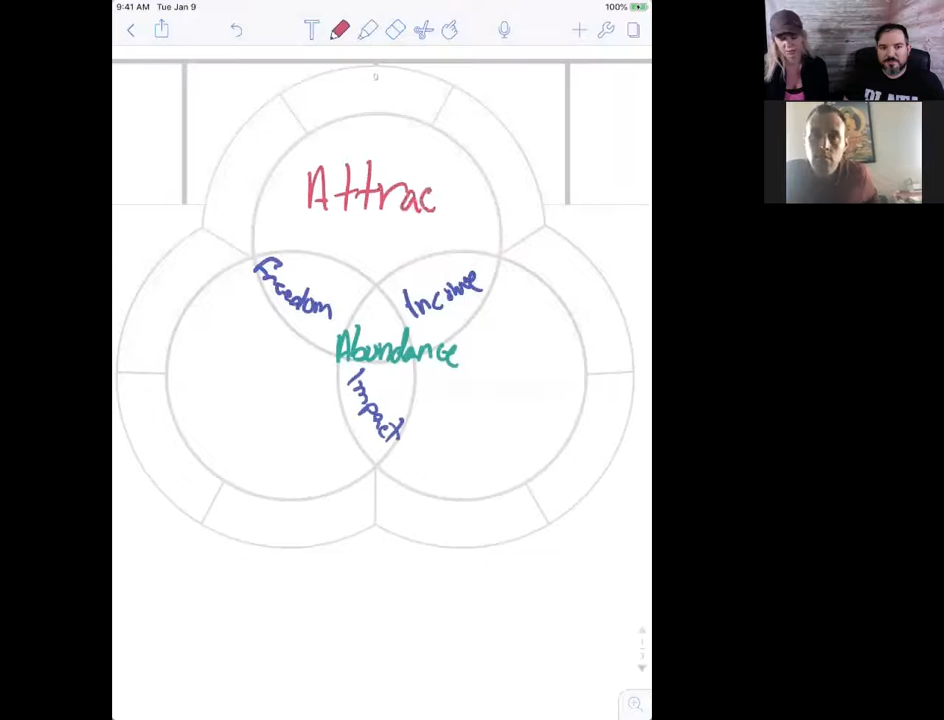 9:41 AM Tue Jan 9
100%
Attrac
Freedom
Income
Abundance
Impact